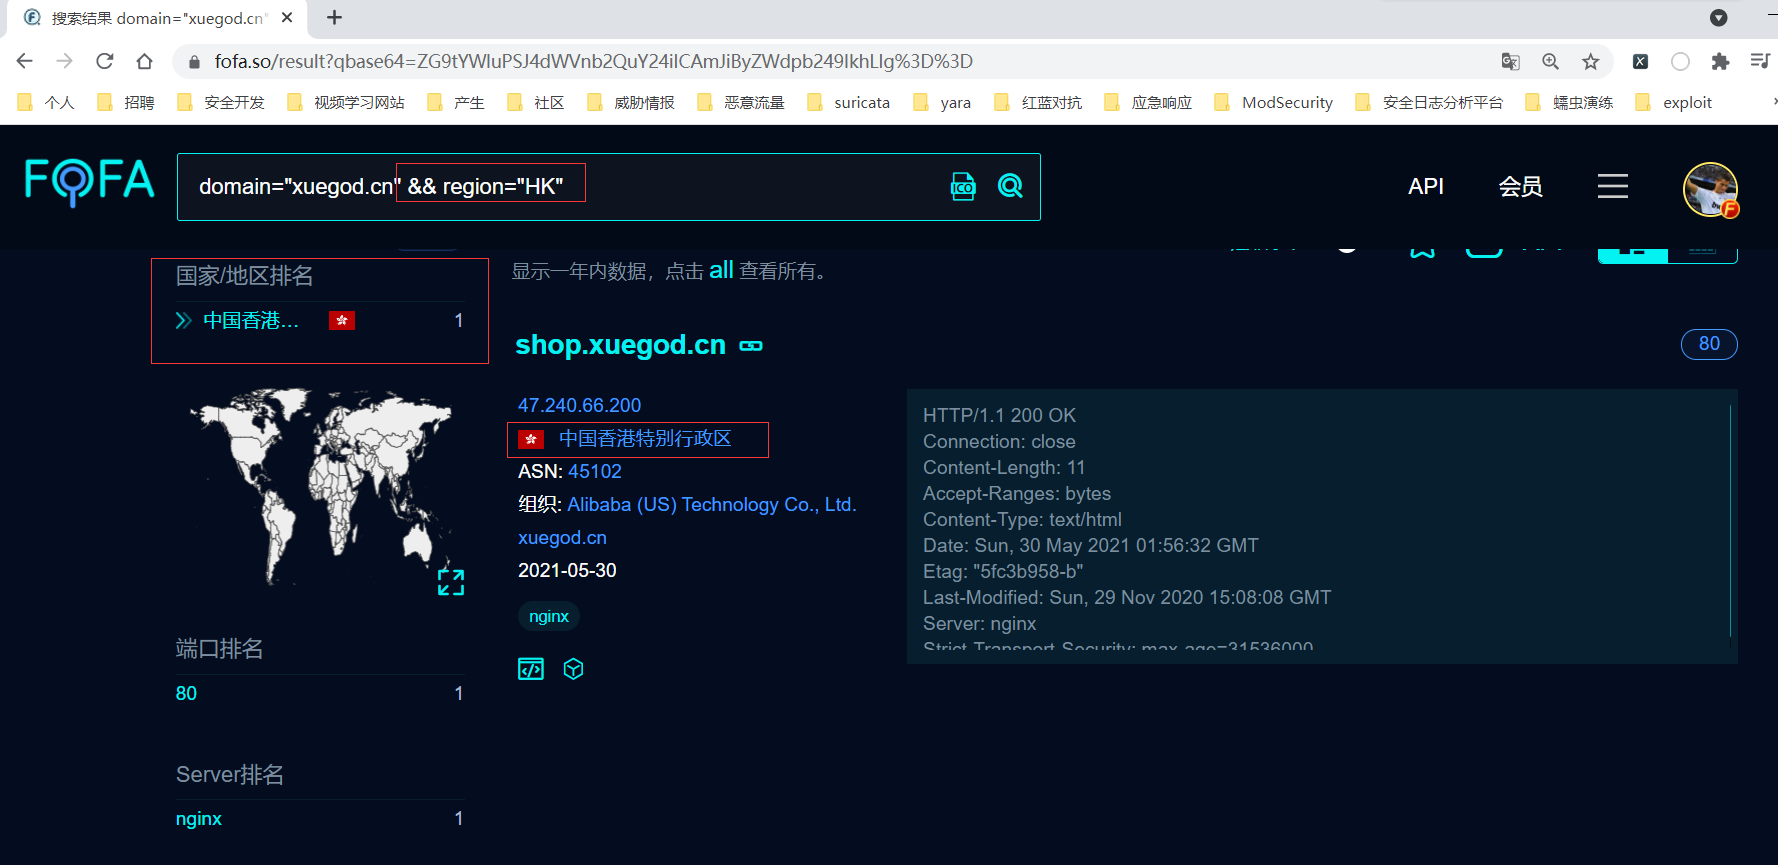 搜索结果 domain="xuegod.cn"
fofa.so/result?qbase64=ZG9tYWluPSJ4dWVnb2QuY24iICAmJiByZWdpb249IkhLIg%3D%3D
个人 招聘 安全开发 视频学习网站 产生 社区 威胁情报 恶意流量 suricata yara 红蓝对抗 应急响应 ModSecurity 安全日志分析平台 蠕虫演练 exploit
FOFA
domain="xuegod.cn" && region="HK"
ICO
API
会员
国家/地区排名
中国香港... 1
显示一年内数据，点击 all 查看所有。
shop.xuegod.cn
80
47.240.66.200
中国香港特别行政区
ASN: 45102
组织: Alibaba (US) Technology Co., Ltd.
xuegod.cn
2021-05-30
nginx
HTTP/1.1 200 OK
Connection: close
Content-Length: 11
Accept-Ranges: bytes
Content-Type: text/html
Date: Sun, 30 May 2021 01:56:32 GMT
Etag: "5fc3b958-b"
Last-Modified: Sun, 29 Nov 2020 15:08:08 GMT
Server: nginx
Strict-Transport-Security: max-age=31536000
端口排名
80 1
Server排名
nginx 1